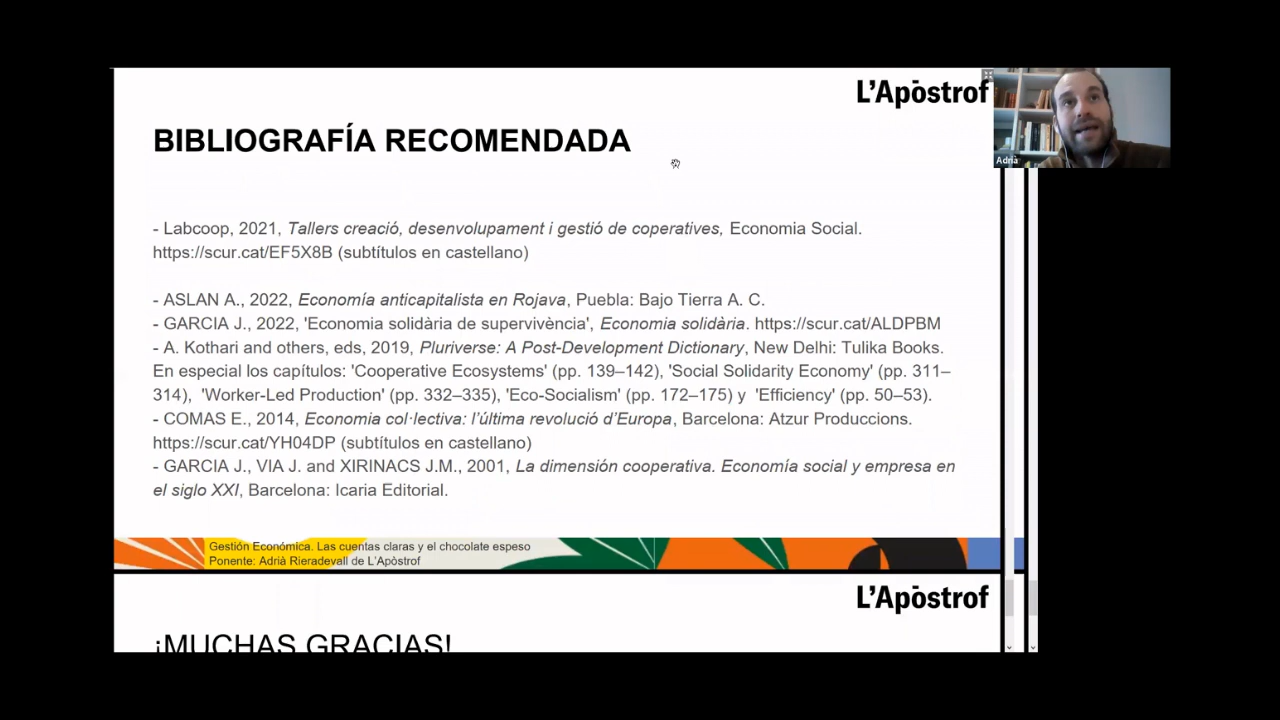 L'Apòstrof
Adrià
BIBLIOGRAFÍA RECOMENDADA
- Labcoop, 2021, Tallers creació, desenvolupament i gestió de coperatives, Economia Social.
https://scur.cat/EF5X8B (subtítulos en castellano)
- ASLAN A., 2022, Economía anticapitalista en Rojava, Puebla: Bajo Tierra A. C.
- GARCIA J., 2022, 'Economia solidària de supervivència', Economia solidària. https://scur.cat/ALDPBM
- A. Kothari and others, eds, 2019, Pluriverse: A Post-Development Dictionary, New Delhi: Tulika Books.
En especial los capítulos: 'Cooperative Ecosystems' (pp. 139–142), 'Social Solidarity Economy' (pp. 311–
314), 'Worker-Led Production' (pp. 332–335), 'Eco-Socialism' (pp. 172–175) y 'Efficiency' (pp. 50–53).
- COMAS E., 2014, Economia col·lectiva: l'última revolució d'Europa, Barcelona: Atzur Produccions.
https://scur.cat/YH04DP (subtítulos en castellano)
- GARCIA J., VIA J. and XIRINACS J.M., 2001, La dimensión cooperativa. Economía social y empresa en
el siglo XXI, Barcelona: Icaria Editorial.
Gestión Económica. Las cuentas claras y el chocolate espeso
Ponente: Adrià Rieradevall de L'Apòstrof
L'Apòstrof
¡MUCHAS GRACIAS!